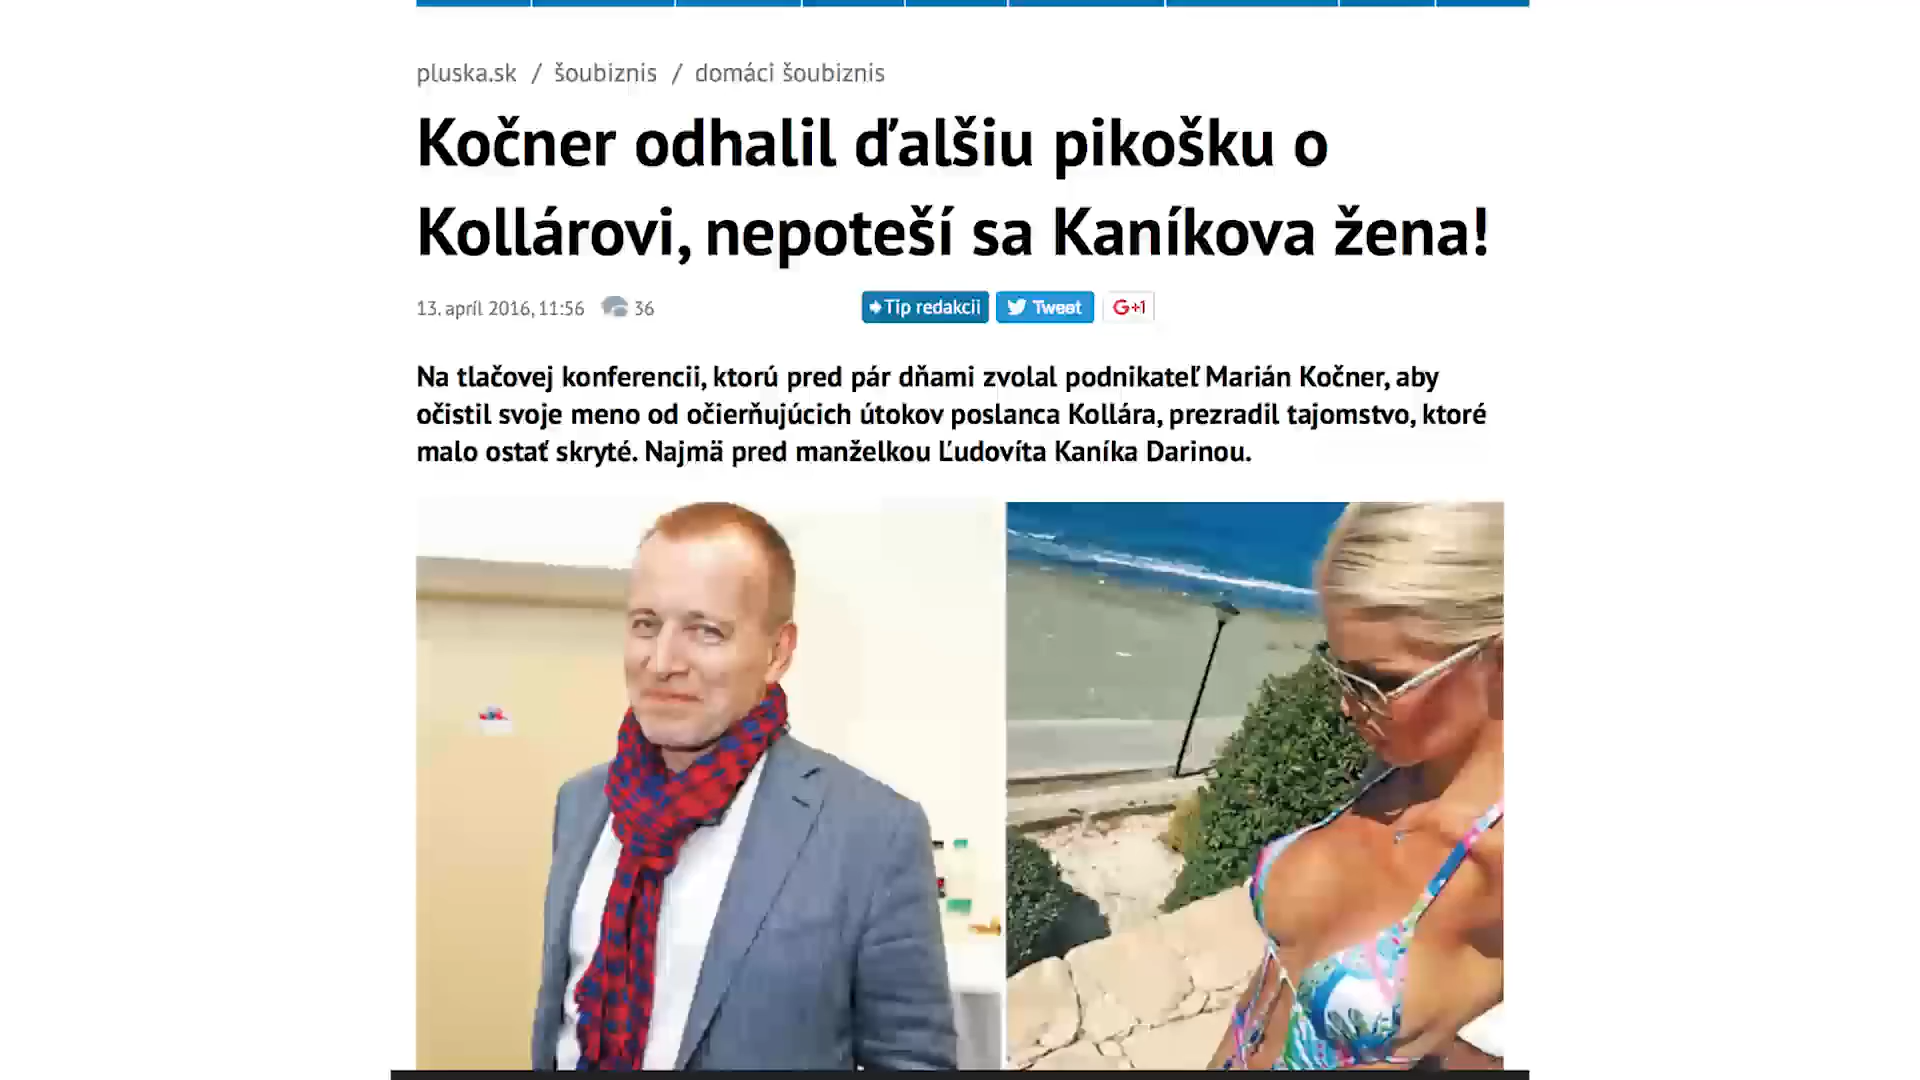 pluska.sk / šoubiznis / domáci šoubiznis
Kočner odhalil ďalšiu pikošku o
Kollárovi, nepoteší sa Kaníkova žena!
13. apríl 2016, 11:56 36
Tip redakcii Tweet G+1
Na tlačovej konferencii, ktorú pred pár dňami zvolal podnikateľ Marián Kočner, aby
očistil svoje meno od očierňujúcich útokov poslanca Kollára, prezradil tajomstvo, ktoré
malo ostať skryté. Najmä pred manželkou Ľudovíta Kaníka Darinou.